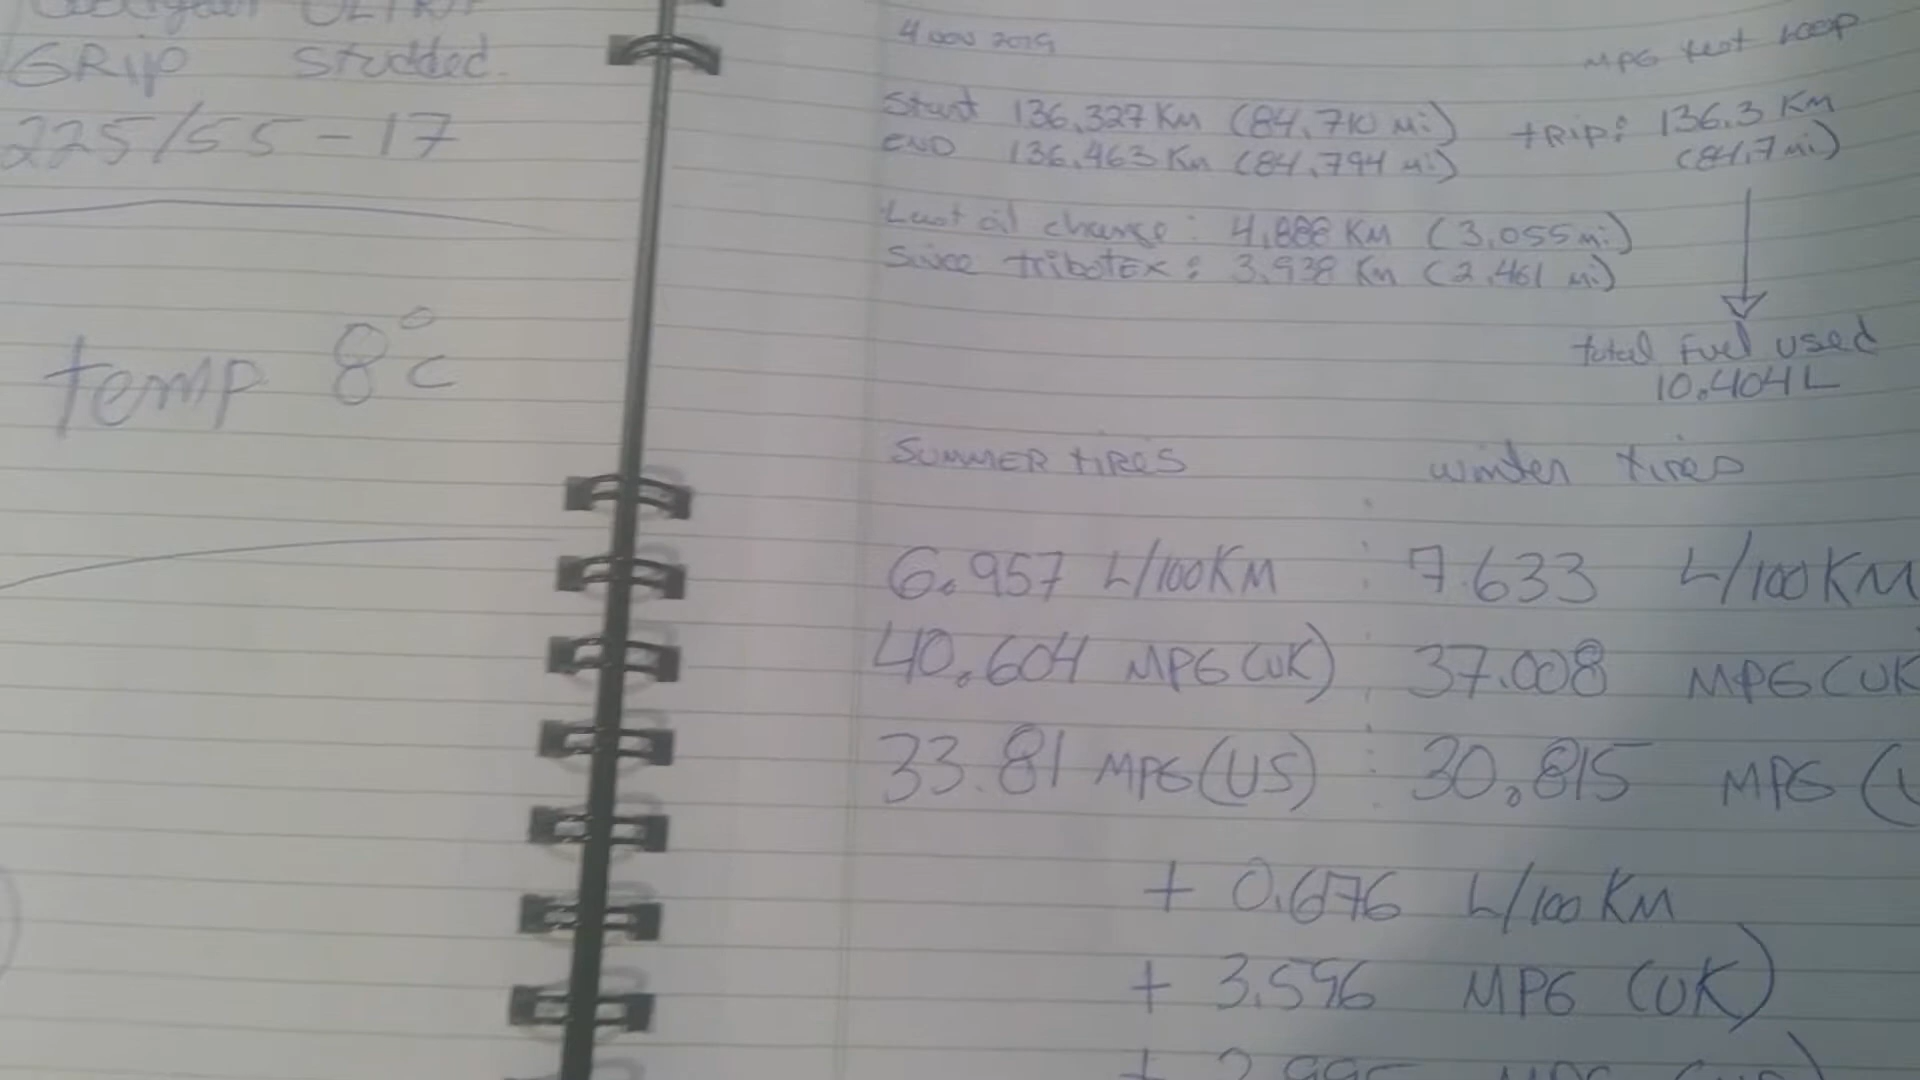 GRip studded
225/55-17
temp 8°C
4 nov 2019
MPG test loop
Start 136,327 Km (84,710 mi)
END 136,463 Km (84,794 mi)
tRip: 136.3 Km
(84.7 mi)
Last oil change: 4,888 KM (3,055 mi)
Since tribotEx: 3,938 Km (2,461 mi)
total fuel used
10.404 L
SUMMER tiRES
winter tires
6.957 L/100KM : 7.633 L/100KM
40.604 MPG (UK) : 37.008 MPG (UK
33.81 MPG (US) : 30.815 MPG (
+ 0.676 L/100 KM
+ 3.596 MPG (UK)